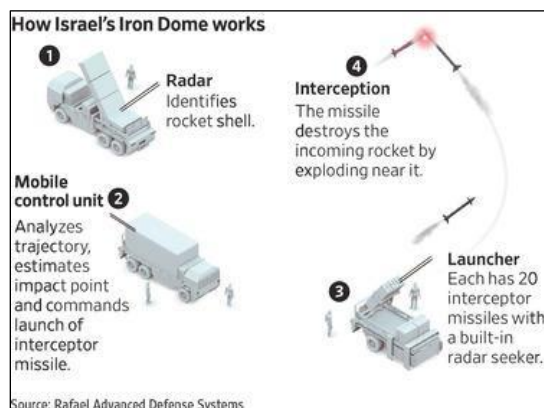 How Israel's Iron Dome works
1
Radar
Identifies
rocket shell.
Mobile
control unit 2
Analyzes
trajectory,
estimates
impact point
and commands
launch of
interceptor
missile.
3
Launcher
Each has 20
interceptor
missiles with
a built-in
radar seeker.
4
Interception
The missile
destroys the
incoming rocket by
exploding near it.
Source: Rafael Advanced Defense Systems